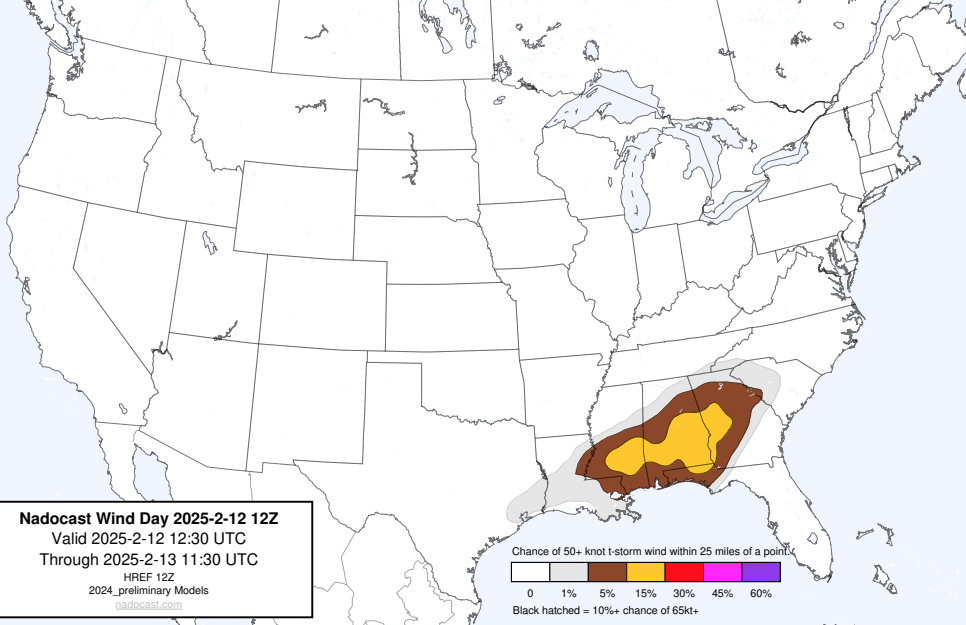 Nadocast Wind Day 2025-2-12 12Z
Valid 2025-2-12 12:30 UTC
Through 2025-2-13 11:30 UTC
HREF 12Z
2024_preliminary Models
nadocast.com
Chance of 50+ knot t-storm wind within 25 miles of a point.
0 1% 5% 15% 30% 45% 60%
Black hatched = 10%+ chance of 65kt+